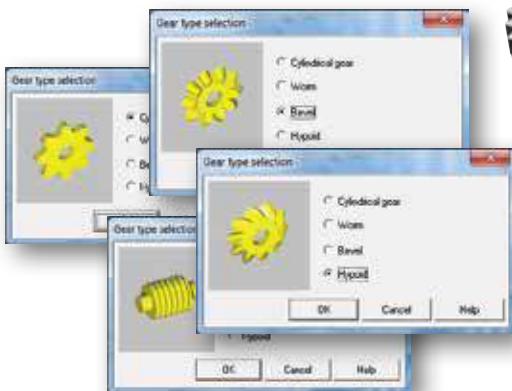 Gear type selection
Cylindrical gear
Worm
Bevel
Hypoid
Gear type selection
Gear type selection
Cylindrical gear
Worm
Bevel
Hypoid
OK Cancel Help
Gear type selection
Hypoid
OK Cancel Help